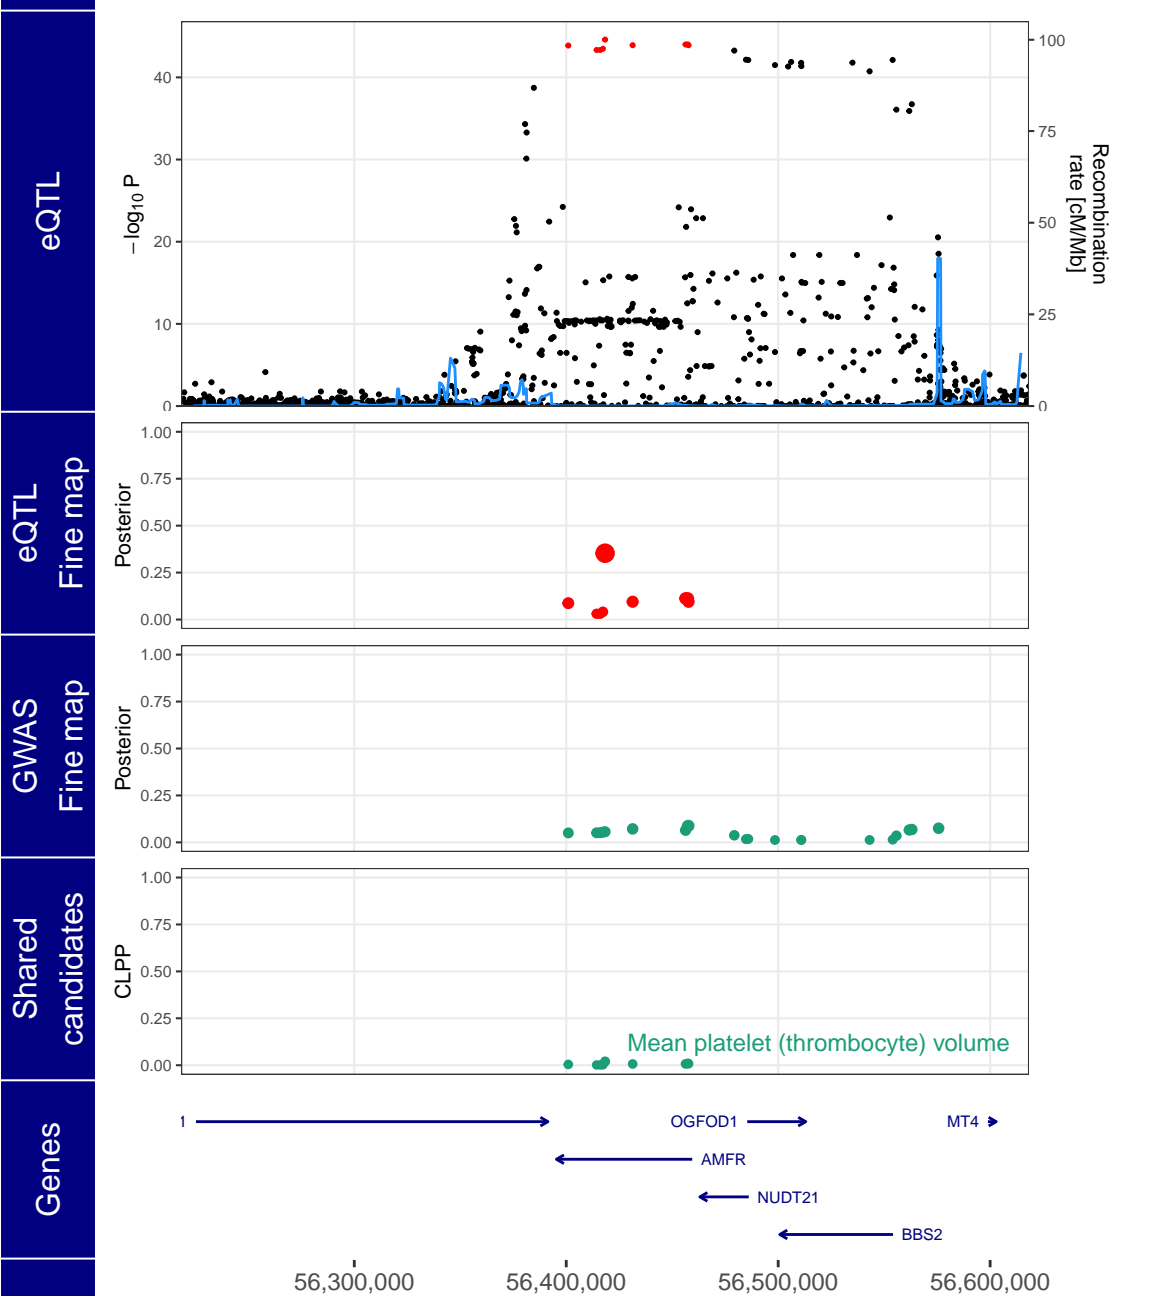 eQTL
−log10 P
40
30
20
10
0
100
75
50
25
0
Recombination
rate [cM/Mb]
eQTL
Fine map
Posterior
1.00
0.75
0.50
0.25
0.00
GWAS
Fine map
Posterior
1.00
0.75
0.50
0.25
0.00
Shared
candidates
CLPP
1.00
0.75
0.50
0.25
0.00
Mean platelet (thrombocyte) volume
Genes
1
OGFOD1
MT4
AMFR
NUDT21
BBS2
56,300,000
56,400,000
56,500,000
56,600,000